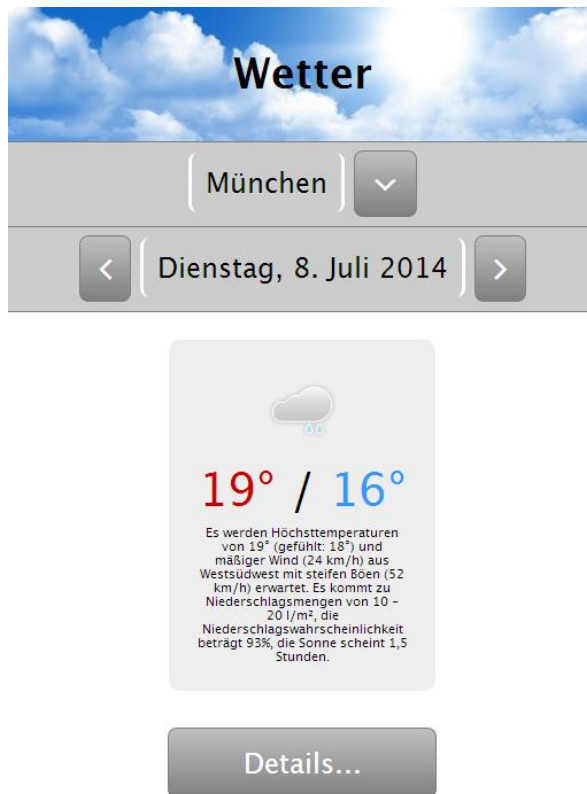 Wetter
München
Dienstag, 8. Juli 2014
19° / 16°
Es werden Höchsttemperaturen
von 19° (gefühlt: 18°) und
mäßiger Wind (24 km/h) aus
Westsüdwest mit steifen Böen (52
km/h) erwartet. Es kommt zu
Niederschlagsmengen von 10 –
20 l/m², die
Niederschlagswahrscheinlichkeit
beträgt 93%, die Sonne scheint 1,5
Stunden.
Details...